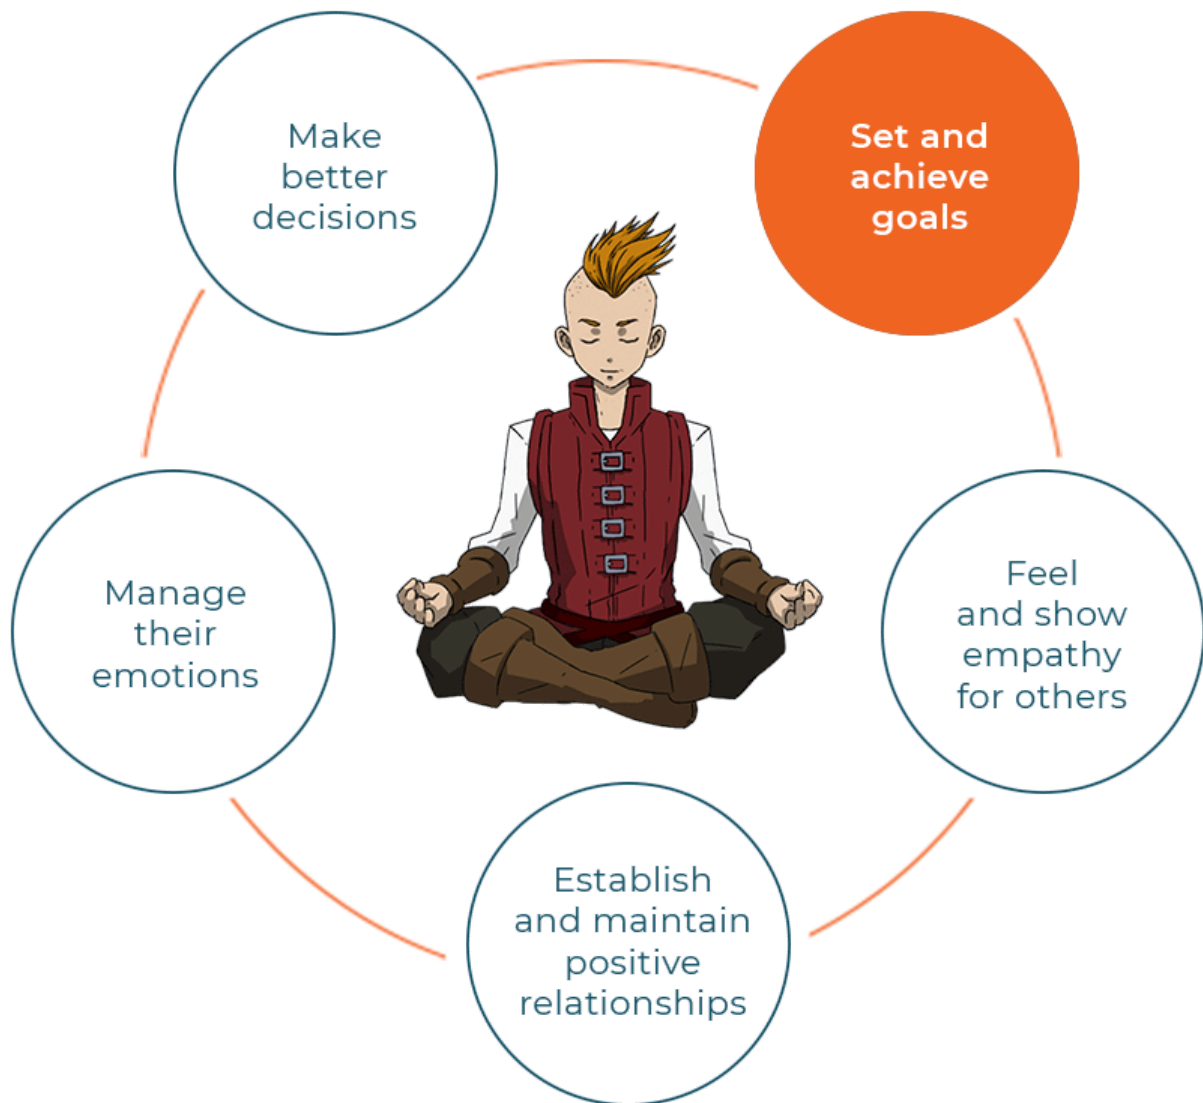 Make
better
decisions
Set and
achieve
goals
Manage
their
emotions
Feel
and show
empathy
for others
Establish
and maintain
positive
relationships